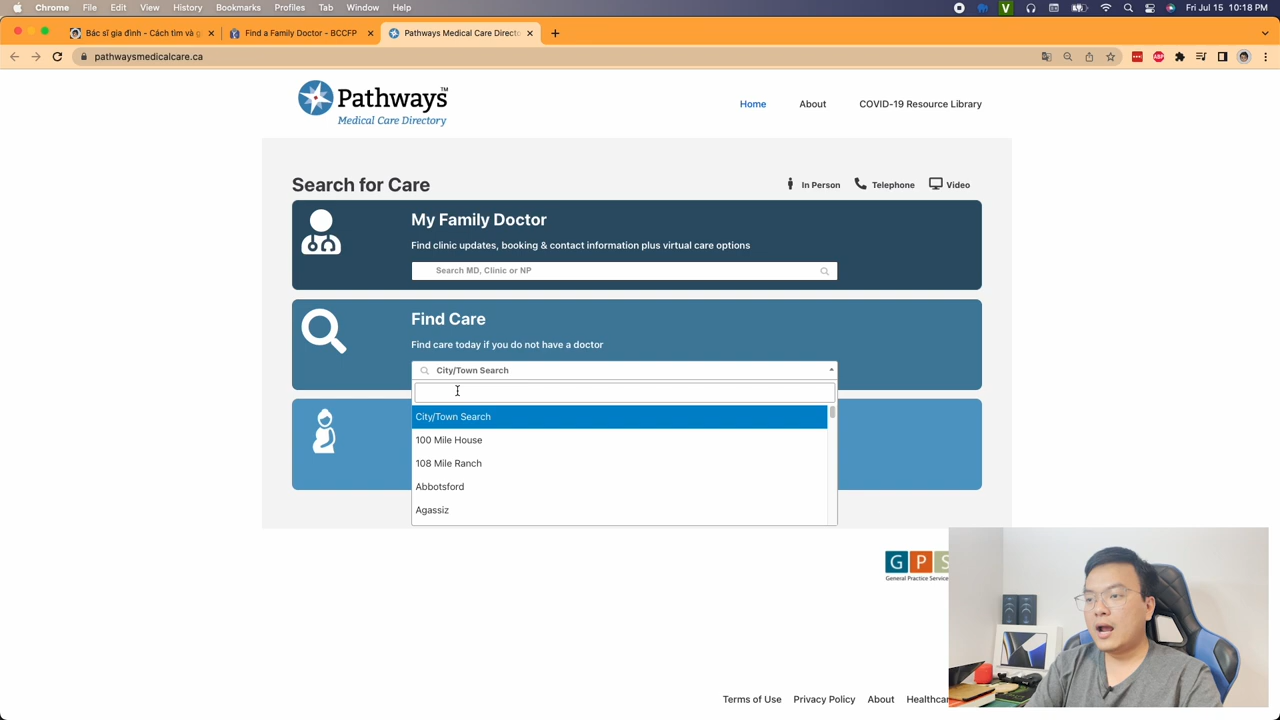 Chrome File Edit View History Bookmarks Profiles Tab Window Help
Fri Jul 15 10:18 PM
Bác sĩ gia đình - Cách tìm và g
Find a Family Doctor - BCCFP
Pathways Medical Care Directo
pathwaysmedicalcare.ca
Pathways™
Medical Care Directory
Home About COVID-19 Resource Library
Search for Care
In Person Telephone Video
My Family Doctor
Find clinic updates, booking & contact information plus virtual care options
Search MD, Clinic or NP
Find Care
Find care today if you do not have a doctor
City/Town Search
City/Town Search
100 Mile House
108 Mile Ranch
Abbotsford
Agassiz
G P S
General Practice Service
Terms of Use Privacy Policy About Healthcar